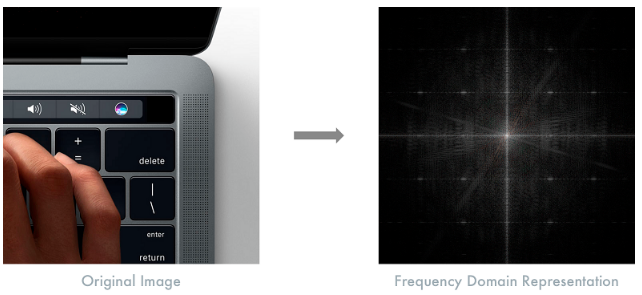 +
=
delete
|
\
enter
return
Original Image
Frequency Domain Representation